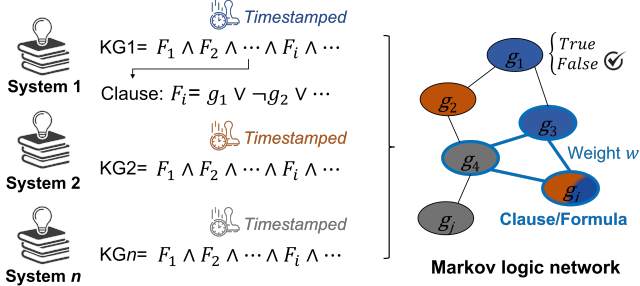 Timestamped
KG1= F₁ ∧ F₂ ∧ ⋯ ∧ Fᵢ ∧ ⋯
System 1
Clause: Fᵢ= g₁ ∨ ¬g₂ ∨ ⋯
Timestamped
KG2= F₁ ∧ F₂ ∧ ⋯ ∧ Fᵢ ∧ ⋯
System 2
Timestamped
KGn= F₁ ∧ F₂ ∧ ⋯ ∧ Fᵢ ∧ ⋯
System n
g₁
True
False
g₂
g₃
Weight w
g₄
gᵢ
gⱼ
Clause/Formula
Markov logic network